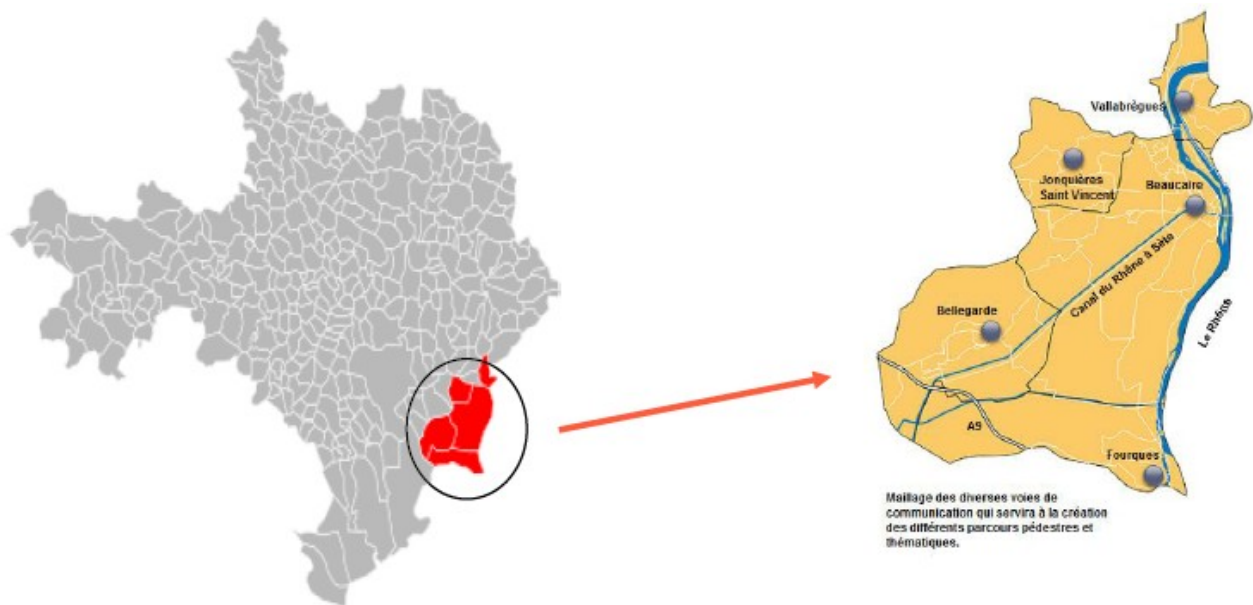 Vallabrègues
Jonquières
Saint Vincent
Beaucaire
Canal du Rhône à Sète
Bellegarde
Le Rhône
A9
Fourques
Maillage des diverses voies de
communication qui servira à la création
des différents parcours pédestres et
thématiques.